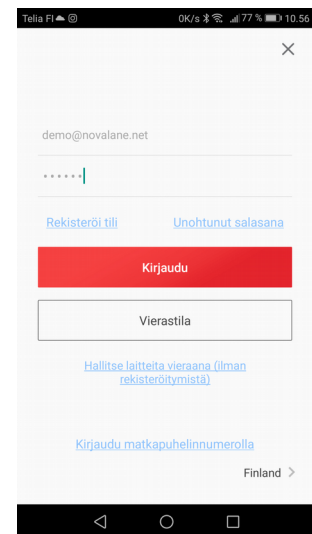 Telia FI 0K/s 77 % 10.56
demo@novalane.net
······
Rekisteröi tili Unohtunut salasana
Kirjaudu
Vierastila
Hallitse laitteita vieraana (ilman
rekisteröitymistä)
Kirjaudu matkapuhelinnumerolla
Finland